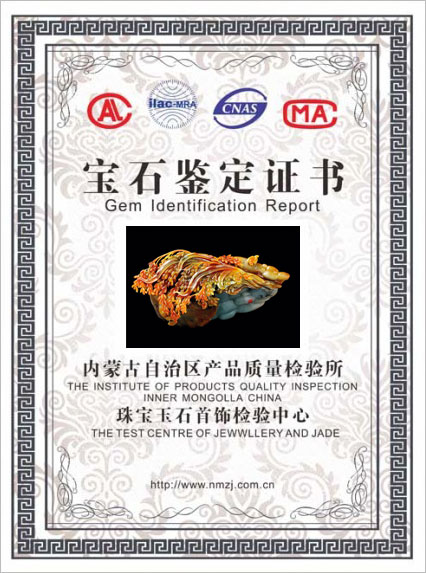 CAL ilac-MRA CNAS CMA
宝石鉴定证书
Gem Identification Report
内蒙古自治区产品质量检验所
THE INSTITUTE OF PRODUCTS QUALITY INSPECTION
INNER MONGOLLA CHINA
珠宝玉石首饰检验中心
THE TEST CENTRE OF JEWWLLERY AND JADE
http://www.nmzj.com.cn